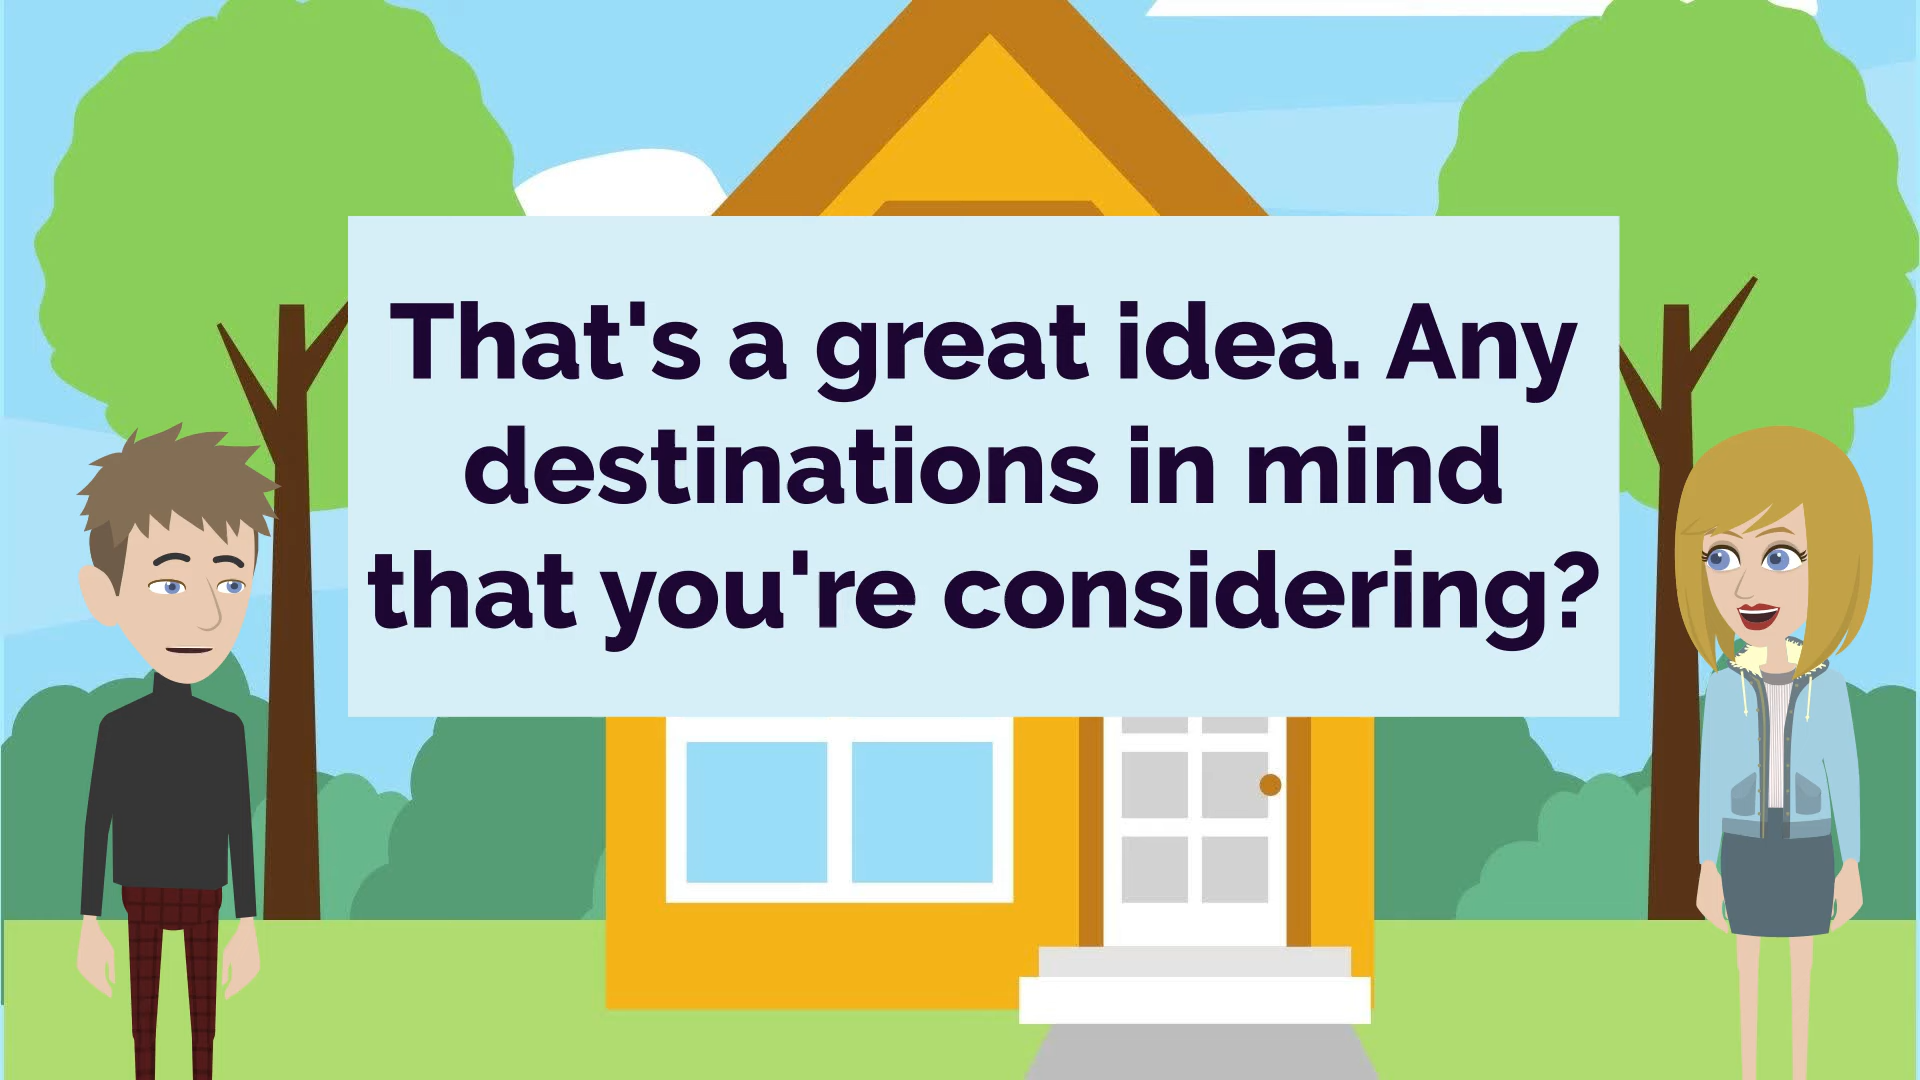 That's a great idea. Any
destinations in mind
that you're considering?